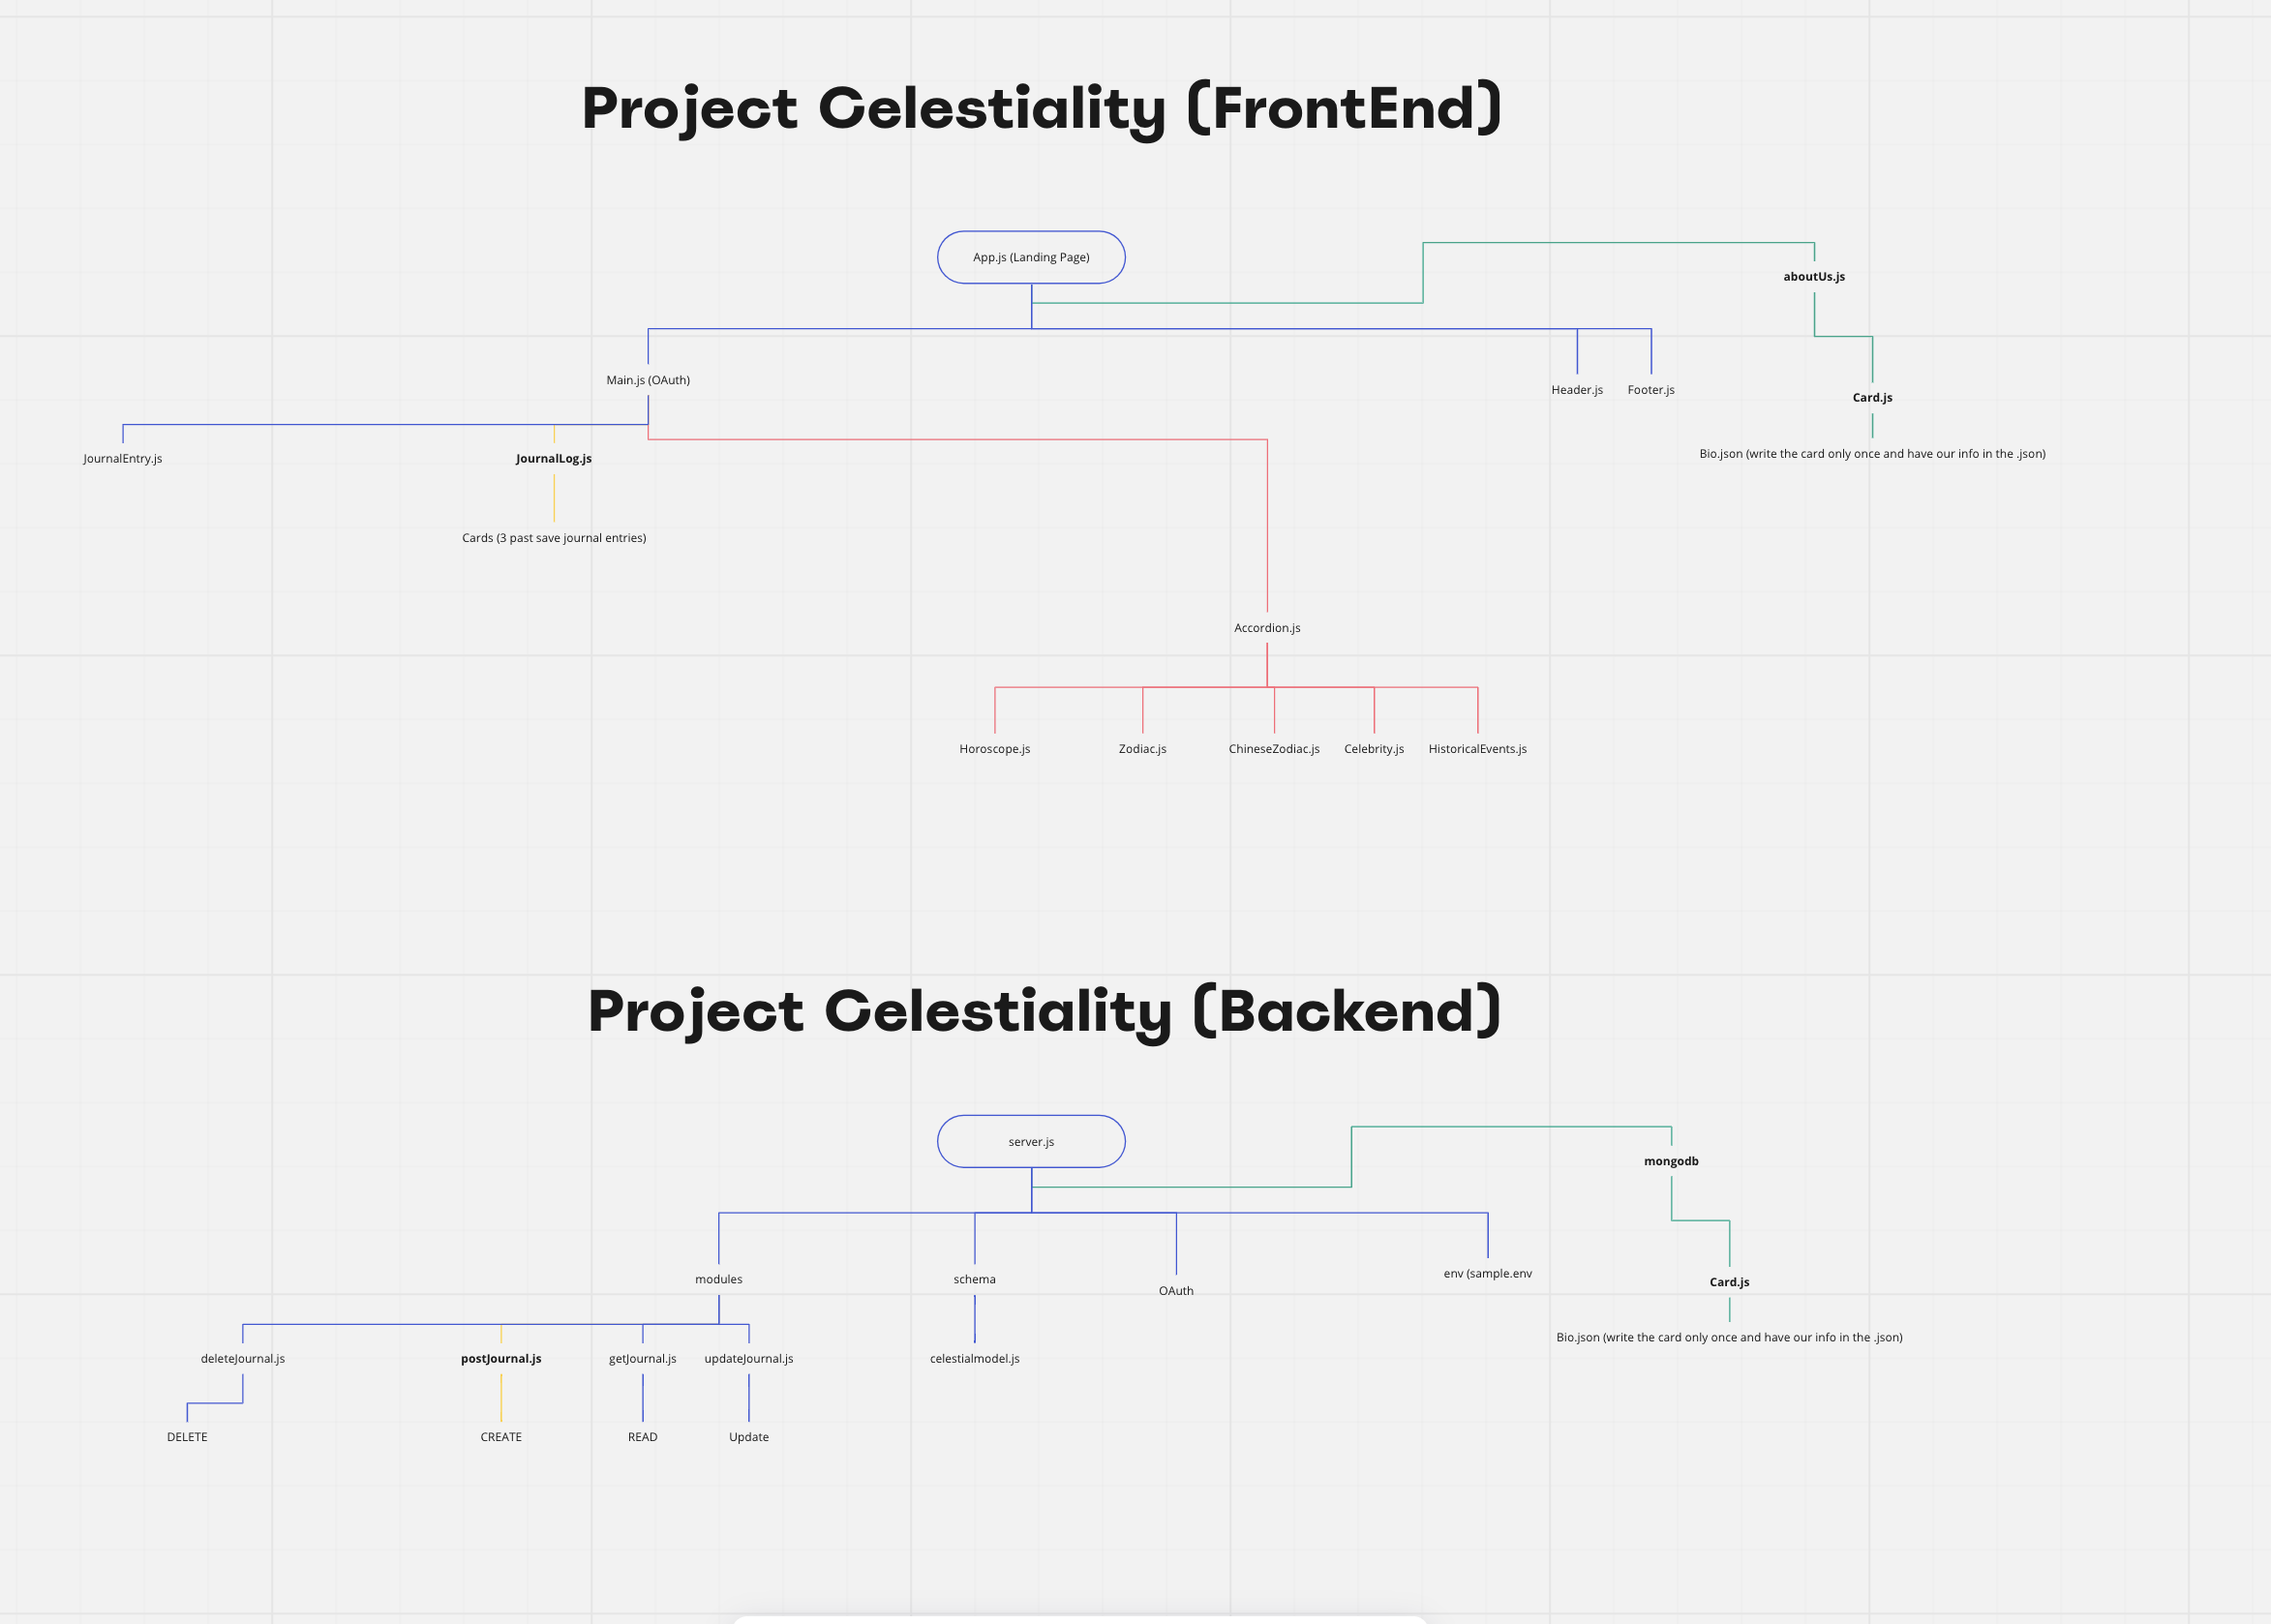 Project Celestiality (FrontEnd)
App.js (Landing Page)
aboutUs.js
Main.js (OAuth)
Header.js
Footer.js
Card.js
JournalEntry.js
JournalLog.js
Bio.json (write the card only once and have our info in the .json)
Cards (3 past save journal entries)
Accordion.js
Horoscope.js
Zodiac.js
ChineseZodiac.js
Celebrity.js
HistoricalEvents.js
Project Celestiality (Backend)
server.js
mongodb
modules
schema
OAuth
env (sample.env
Card.js
Bio.json (write the card only once and have our info in the .json)
deleteJournal.js
postJournal.js
getJournal.js
updateJournal.js
celestialmodel.js
DELETE
CREATE
READ
Update